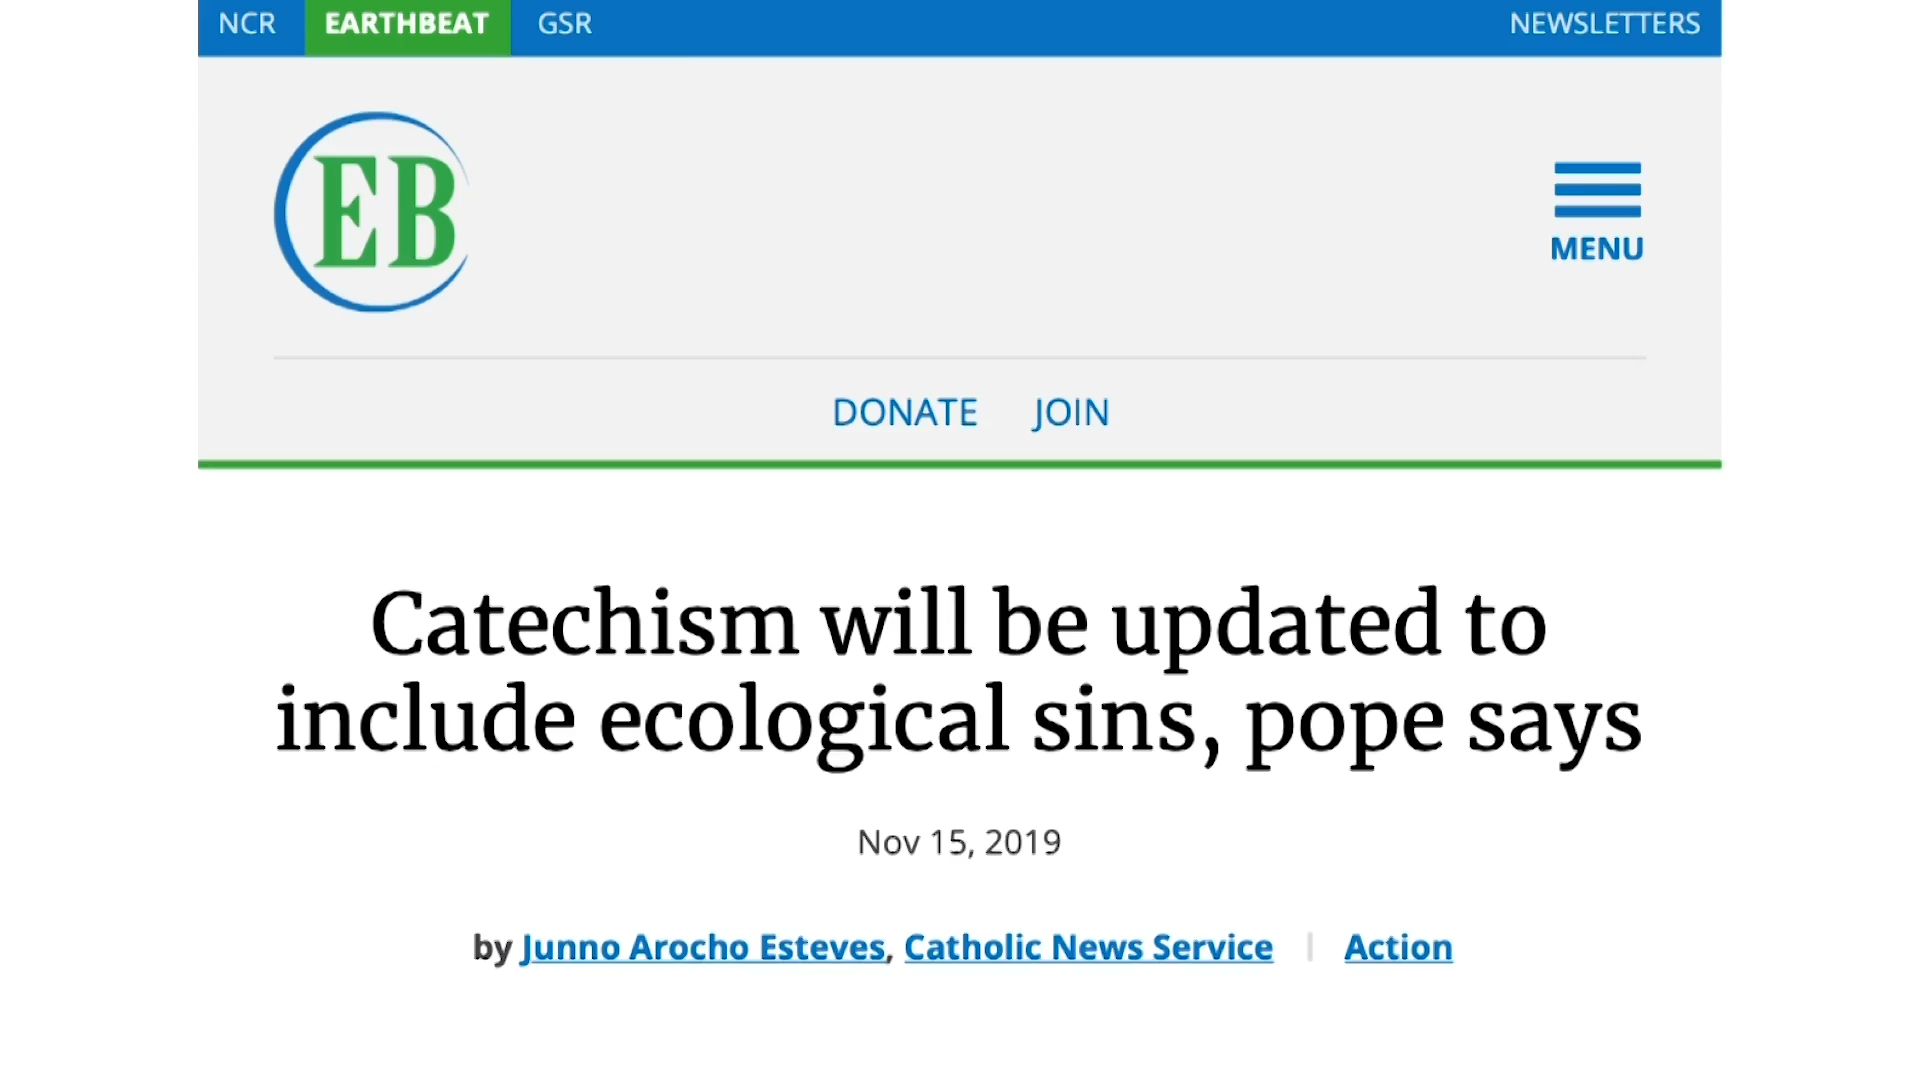 NCR EARTHBEAT GSR NEWSLETTERS
EB
MENU
DONATE JOIN
Catechism will be updated to
include ecological sins, pope says
Nov 15, 2019
by Junno Arocho Esteves, Catholic News Service | Action